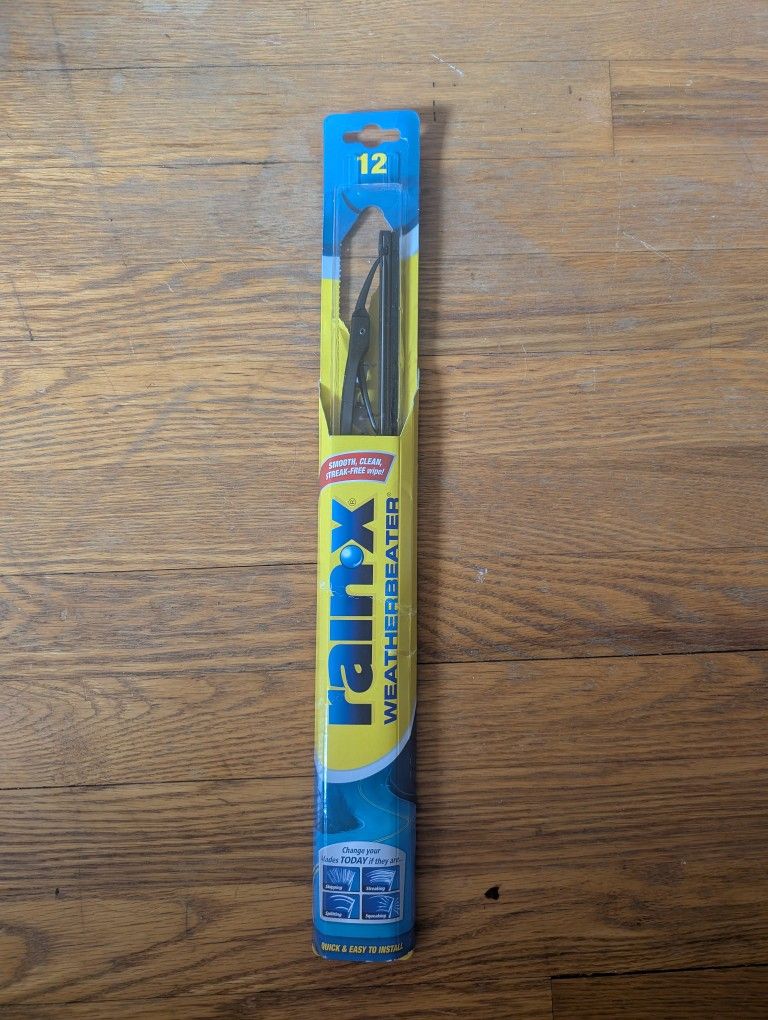 12
SMOOTH, CLEAN,
STREAK-FREE wipe!
rain-x®
WEATHERBEATER®
Change your
blades TODAY if they are...
Skipping
Streaking
Splitting
Squeaking
QUICK & EASY TO INSTALL